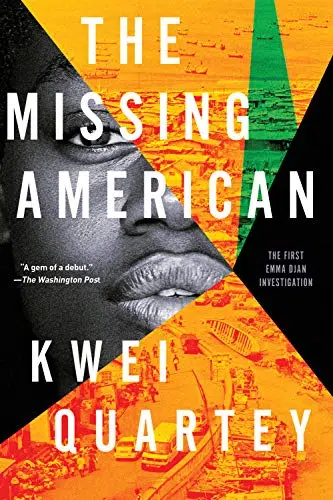 THE
MISSING
AMERICAN
THE FIRST
EMMA DJAN
INVESTIGATION
"A gem of a debut."
—The Washington Post
KWEI
QUARTEY